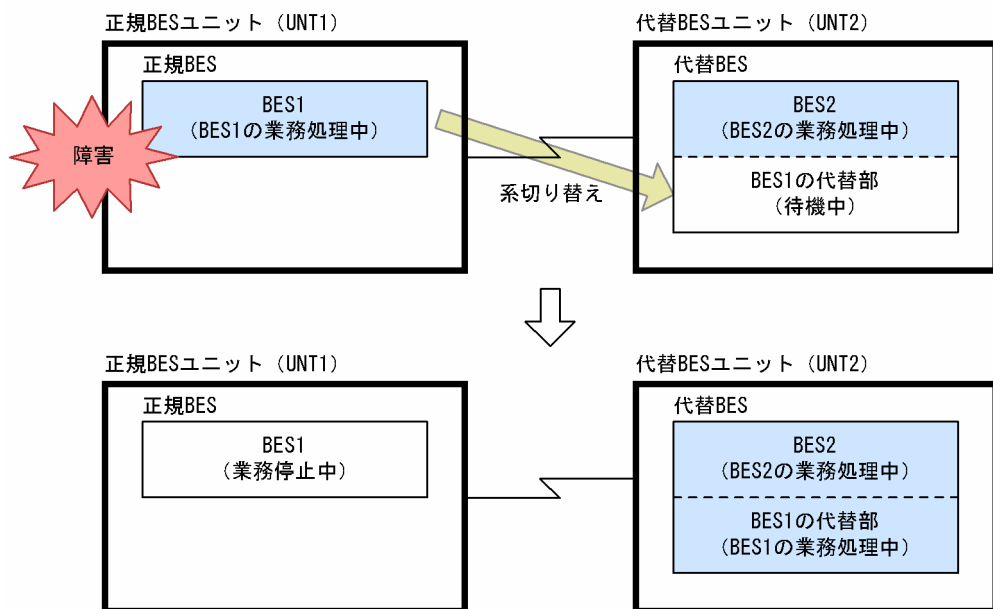 正規BESユニット（UNT1）
代替BESユニット（UNT2）
正規BES
BES1
（BES1の業務処理中）
障害
代替BES
BES2
（BES2の業務処理中）
BES1の代替部
（待機中）
系切り替え
正規BESユニット（UNT1）
代替BESユニット（UNT2）
正規BES
BES1
（業務停止中）
代替BES
BES2
（BES2の業務処理中）
BES1の代替部
（BES1の業務処理中）